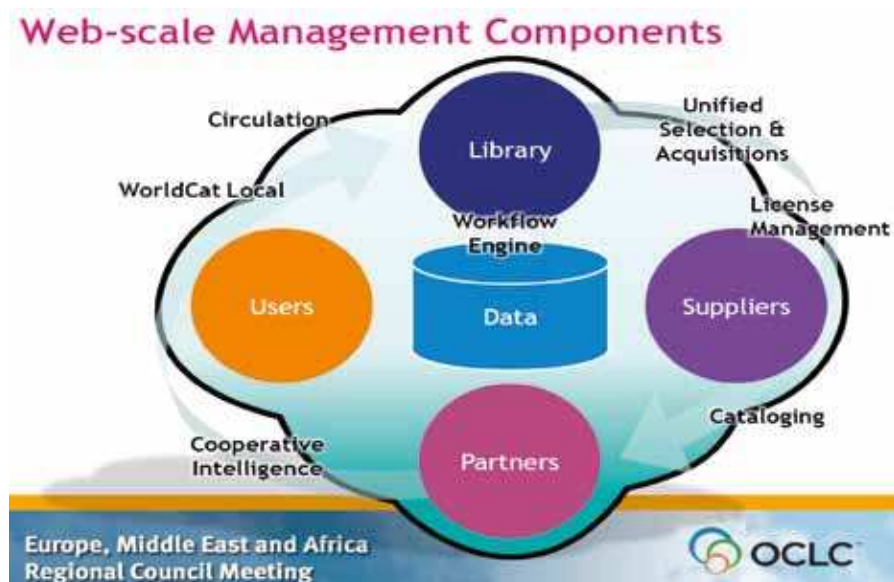 Web-scale Management Components
Circulation
Library
Unified
Selection &
Acquisitions
WorldCat Local
License
Management
Workflow
Engine
Users
Data
Suppliers
Cataloging
Cooperative
Intelligence
Partners
Europe, Middle East and Africa
Regional Council Meeting
OCLC™